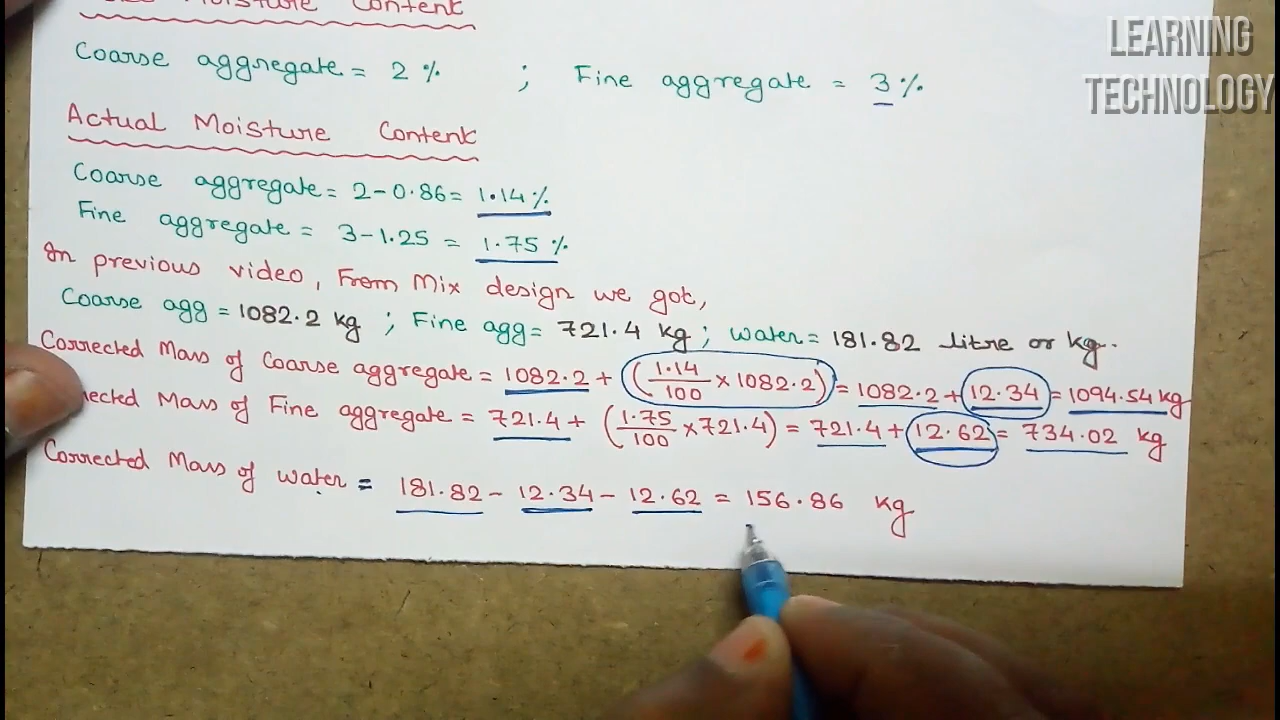 Moisture Content
Coarse aggregate = 2 % ; Fine aggregate = 3 %
Actual Moisture Content
Coarse aggregate = 2 - 0.86 = 1.14 %
Fine aggregate = 3 - 1.25 = 1.75 %
In previous video, From Mix design we got,
Coarse agg = 1082.2 kg ; Fine agg = 721.4 kg ; water = 181.82 litre or kg.
Corrected Mass of Coarse aggregate = 1082.2 + (1.14/100 × 1082.2) = 1082.2 + 12.34 = 1094.54 kg
Mass of Fine aggregate = 721.4 + (1.75/100 × 721.4) = 721.4 + 12.62 = 734.02 kg
Corrected Mass of water = 181.82 - 12.34 - 12.62 = 156.86 kg
LEARNING
TECHNOLOGY